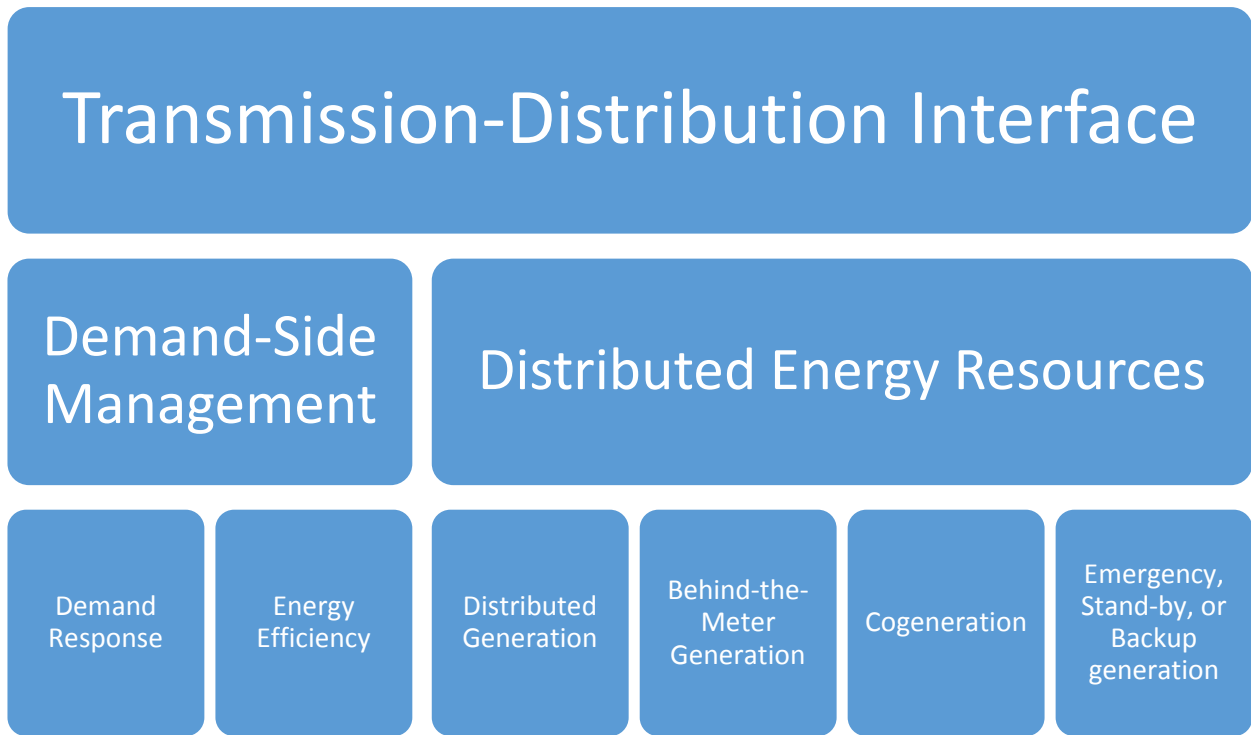 Transmission-Distribution Interface
Demand-Side
Management
Distributed Energy Resources
Demand
Response
Energy
Efficiency
Distributed
Generation
Behind-the-
Meter
Generation
Cogeneration
Emergency,
Stand-by, or
Backup
generation